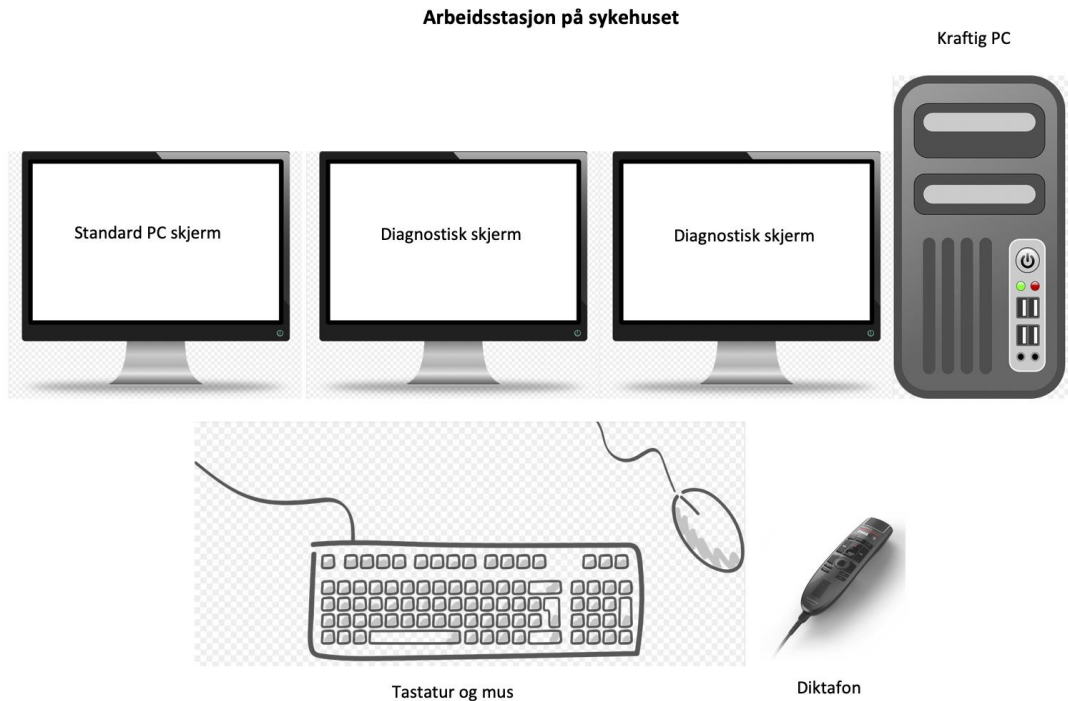 Arbeidsstasjon på sykehuset
Kraftig PC
Standard PC skjerm
Diagnostisk skjerm
Diagnostisk skjerm
Tastatur og mus
Diktafon